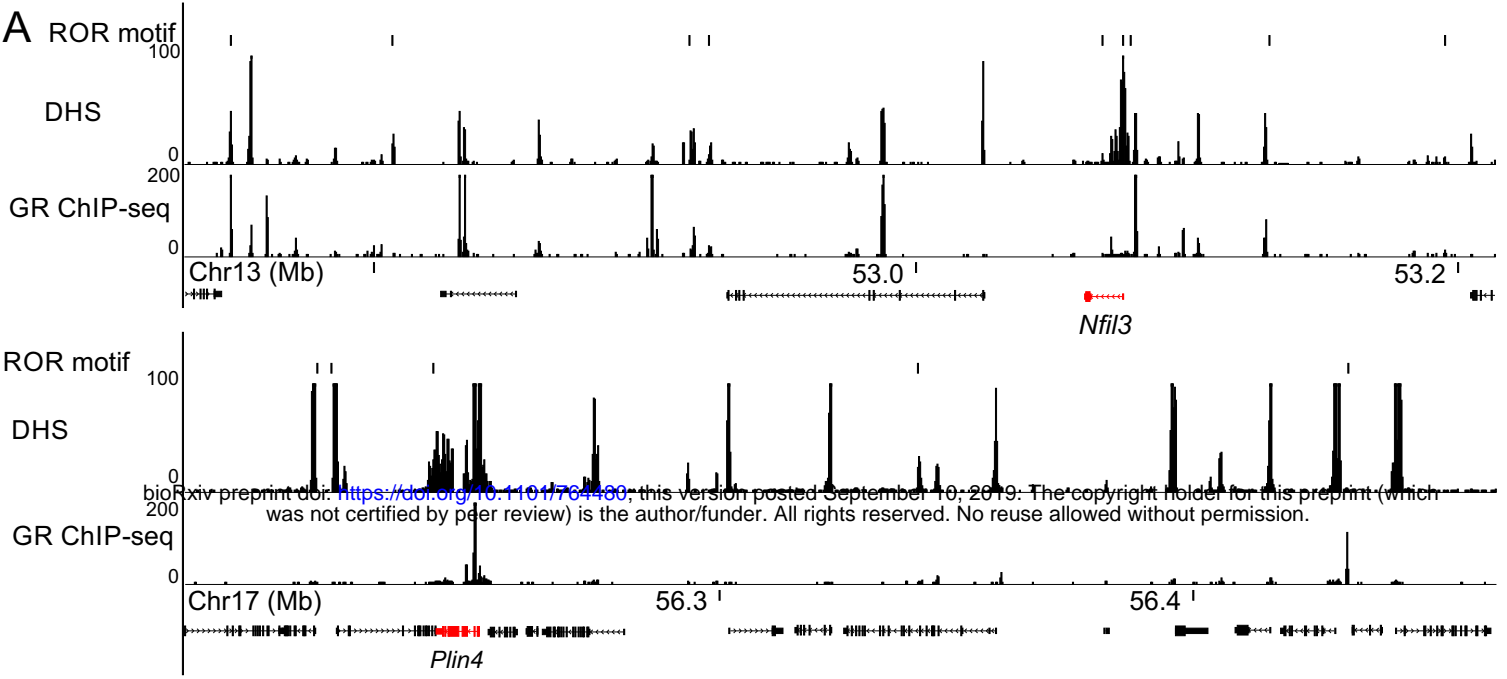 A
ROR motif
100
DHS
0
200
GR ChIP-seq
0
Chr13 (Mb)
53.0
53.2
Nfil3
ROR motif
100
DHS
0
bioRxiv preprint doi: https://doi.org/10.1101/764480; this version posted September 10, 2019. The copyright holder for this preprint (which
was not certified by peer review) is the author/funder. All rights reserved. No reuse allowed without permission.
200
GR ChIP-seq
0
Chr17 (Mb)
56.3
56.4
Plin4